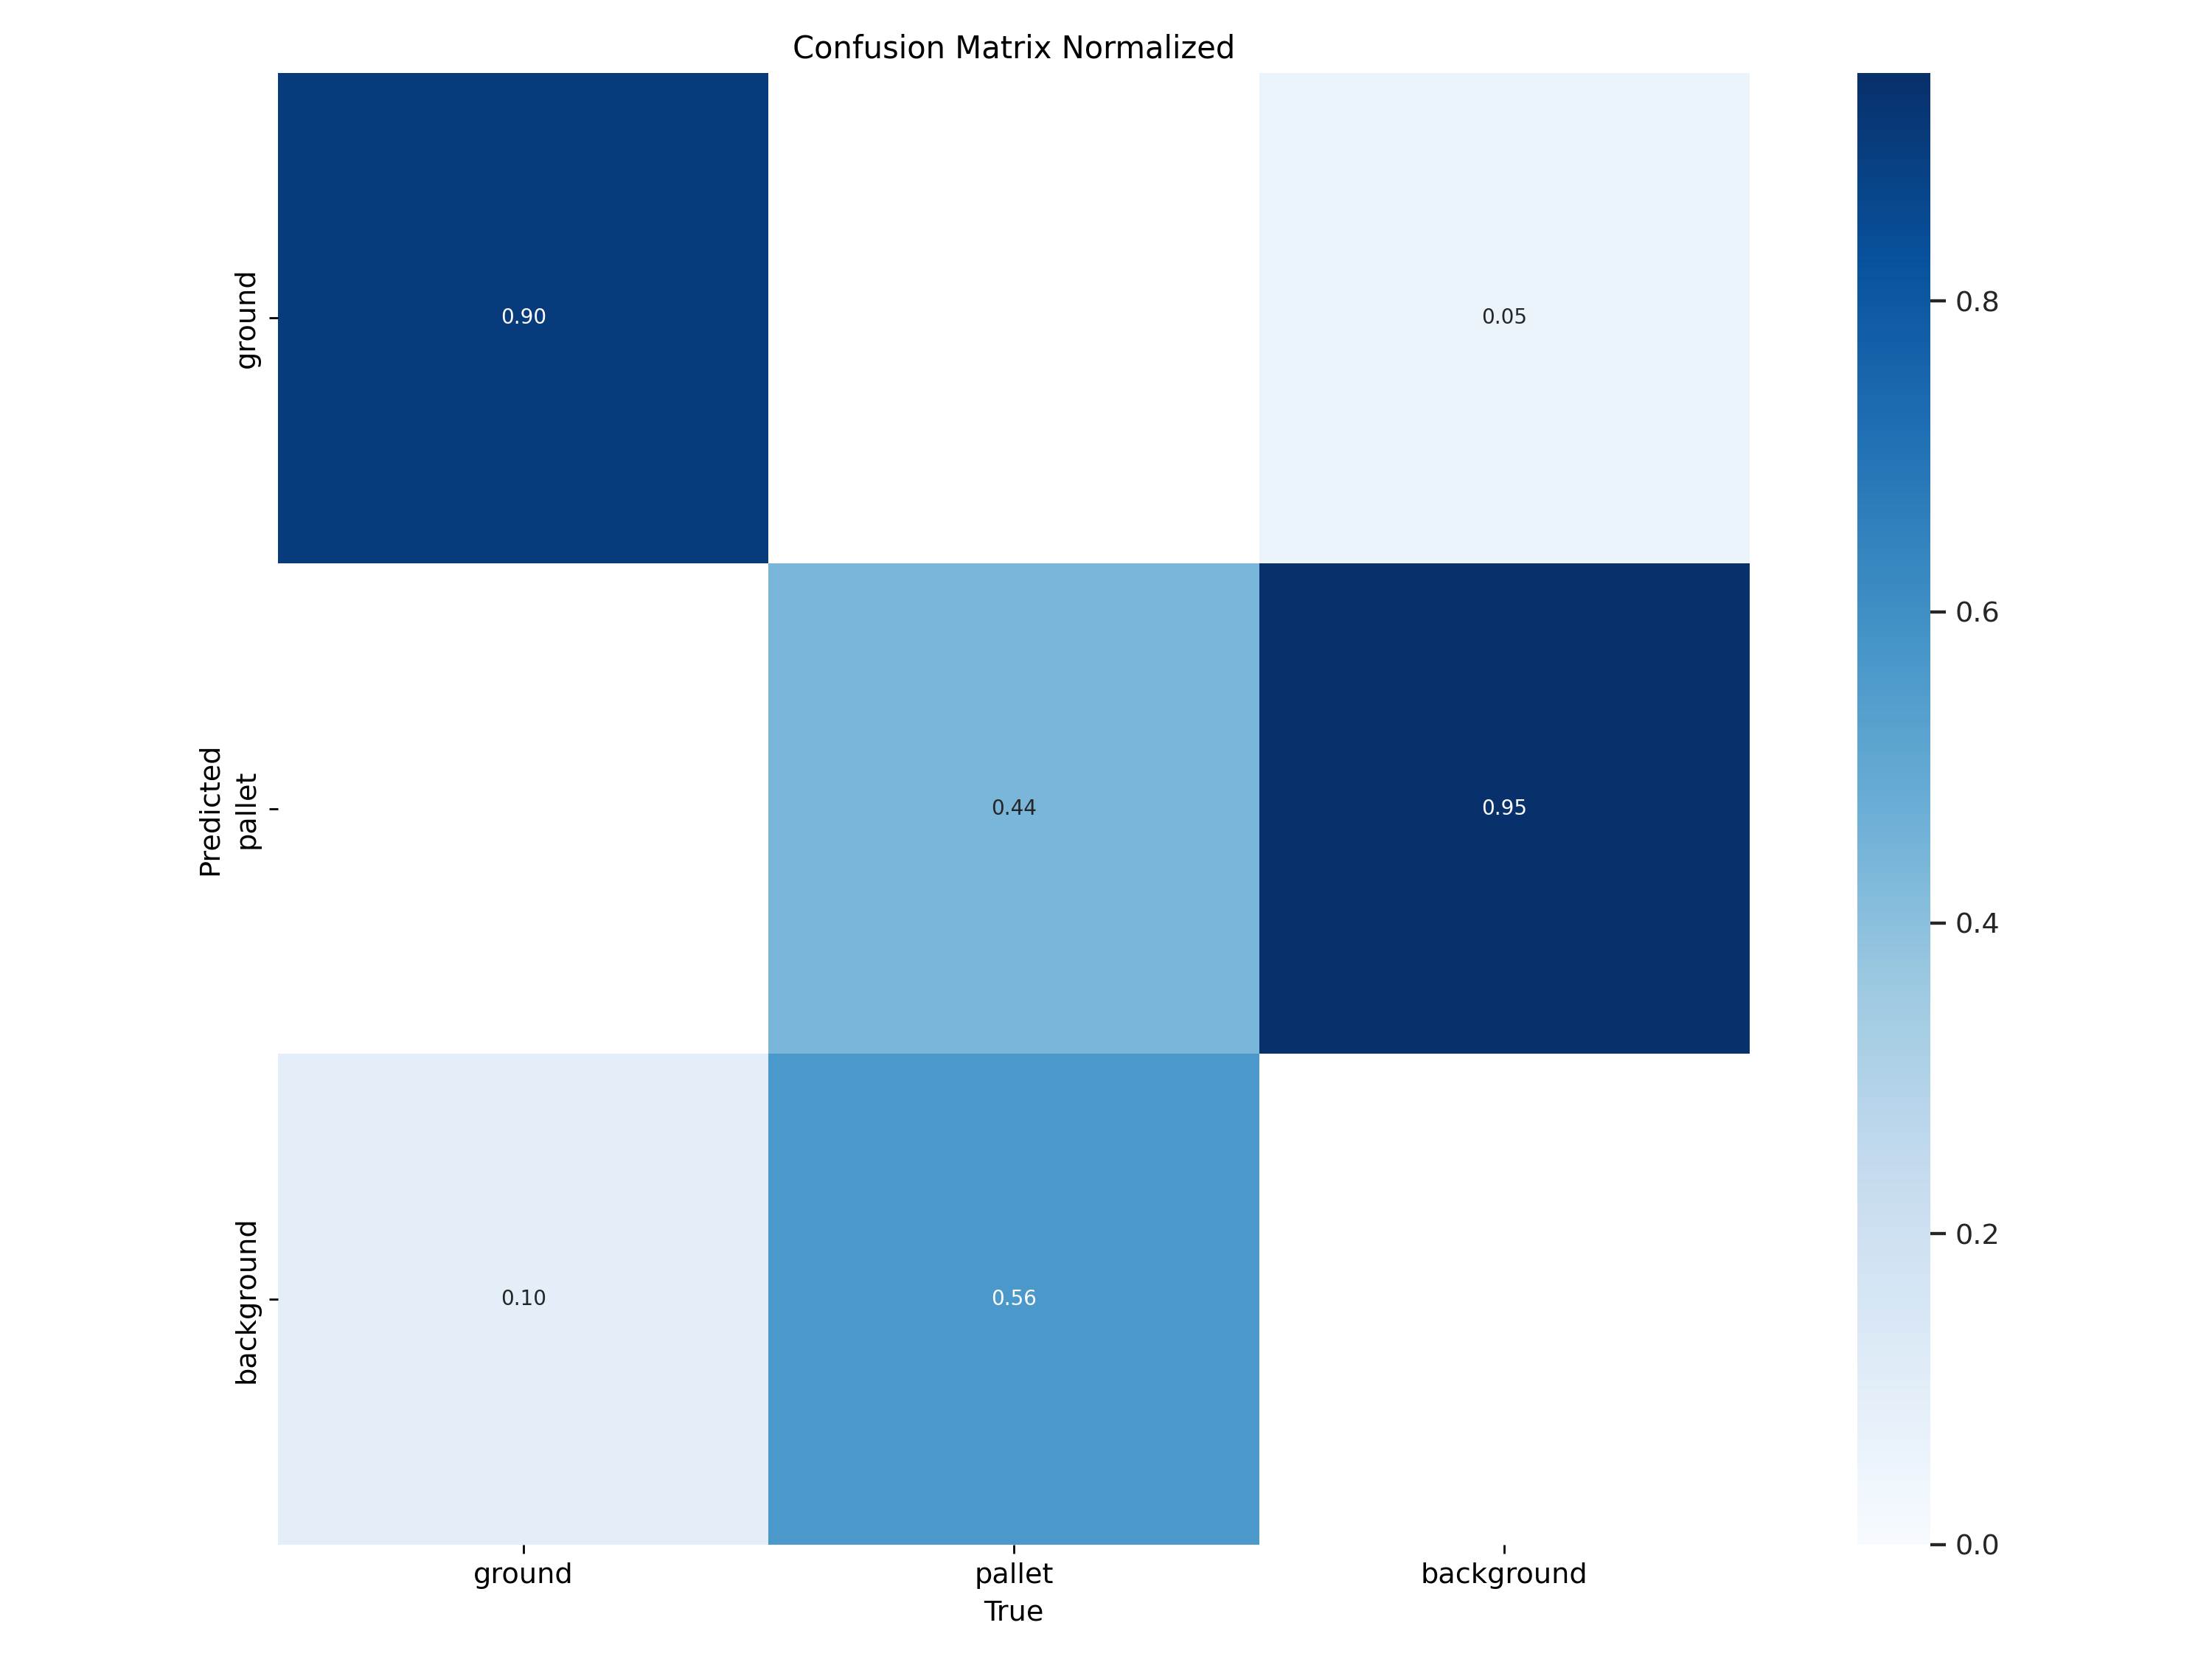 Confusion Matrix Normalized
ground
0.90
0.05
0.8
0.6
Predicted
pallet
0.44
0.95
0.4
0.2
background
0.10
0.56
0.0
ground
pallet
background
True